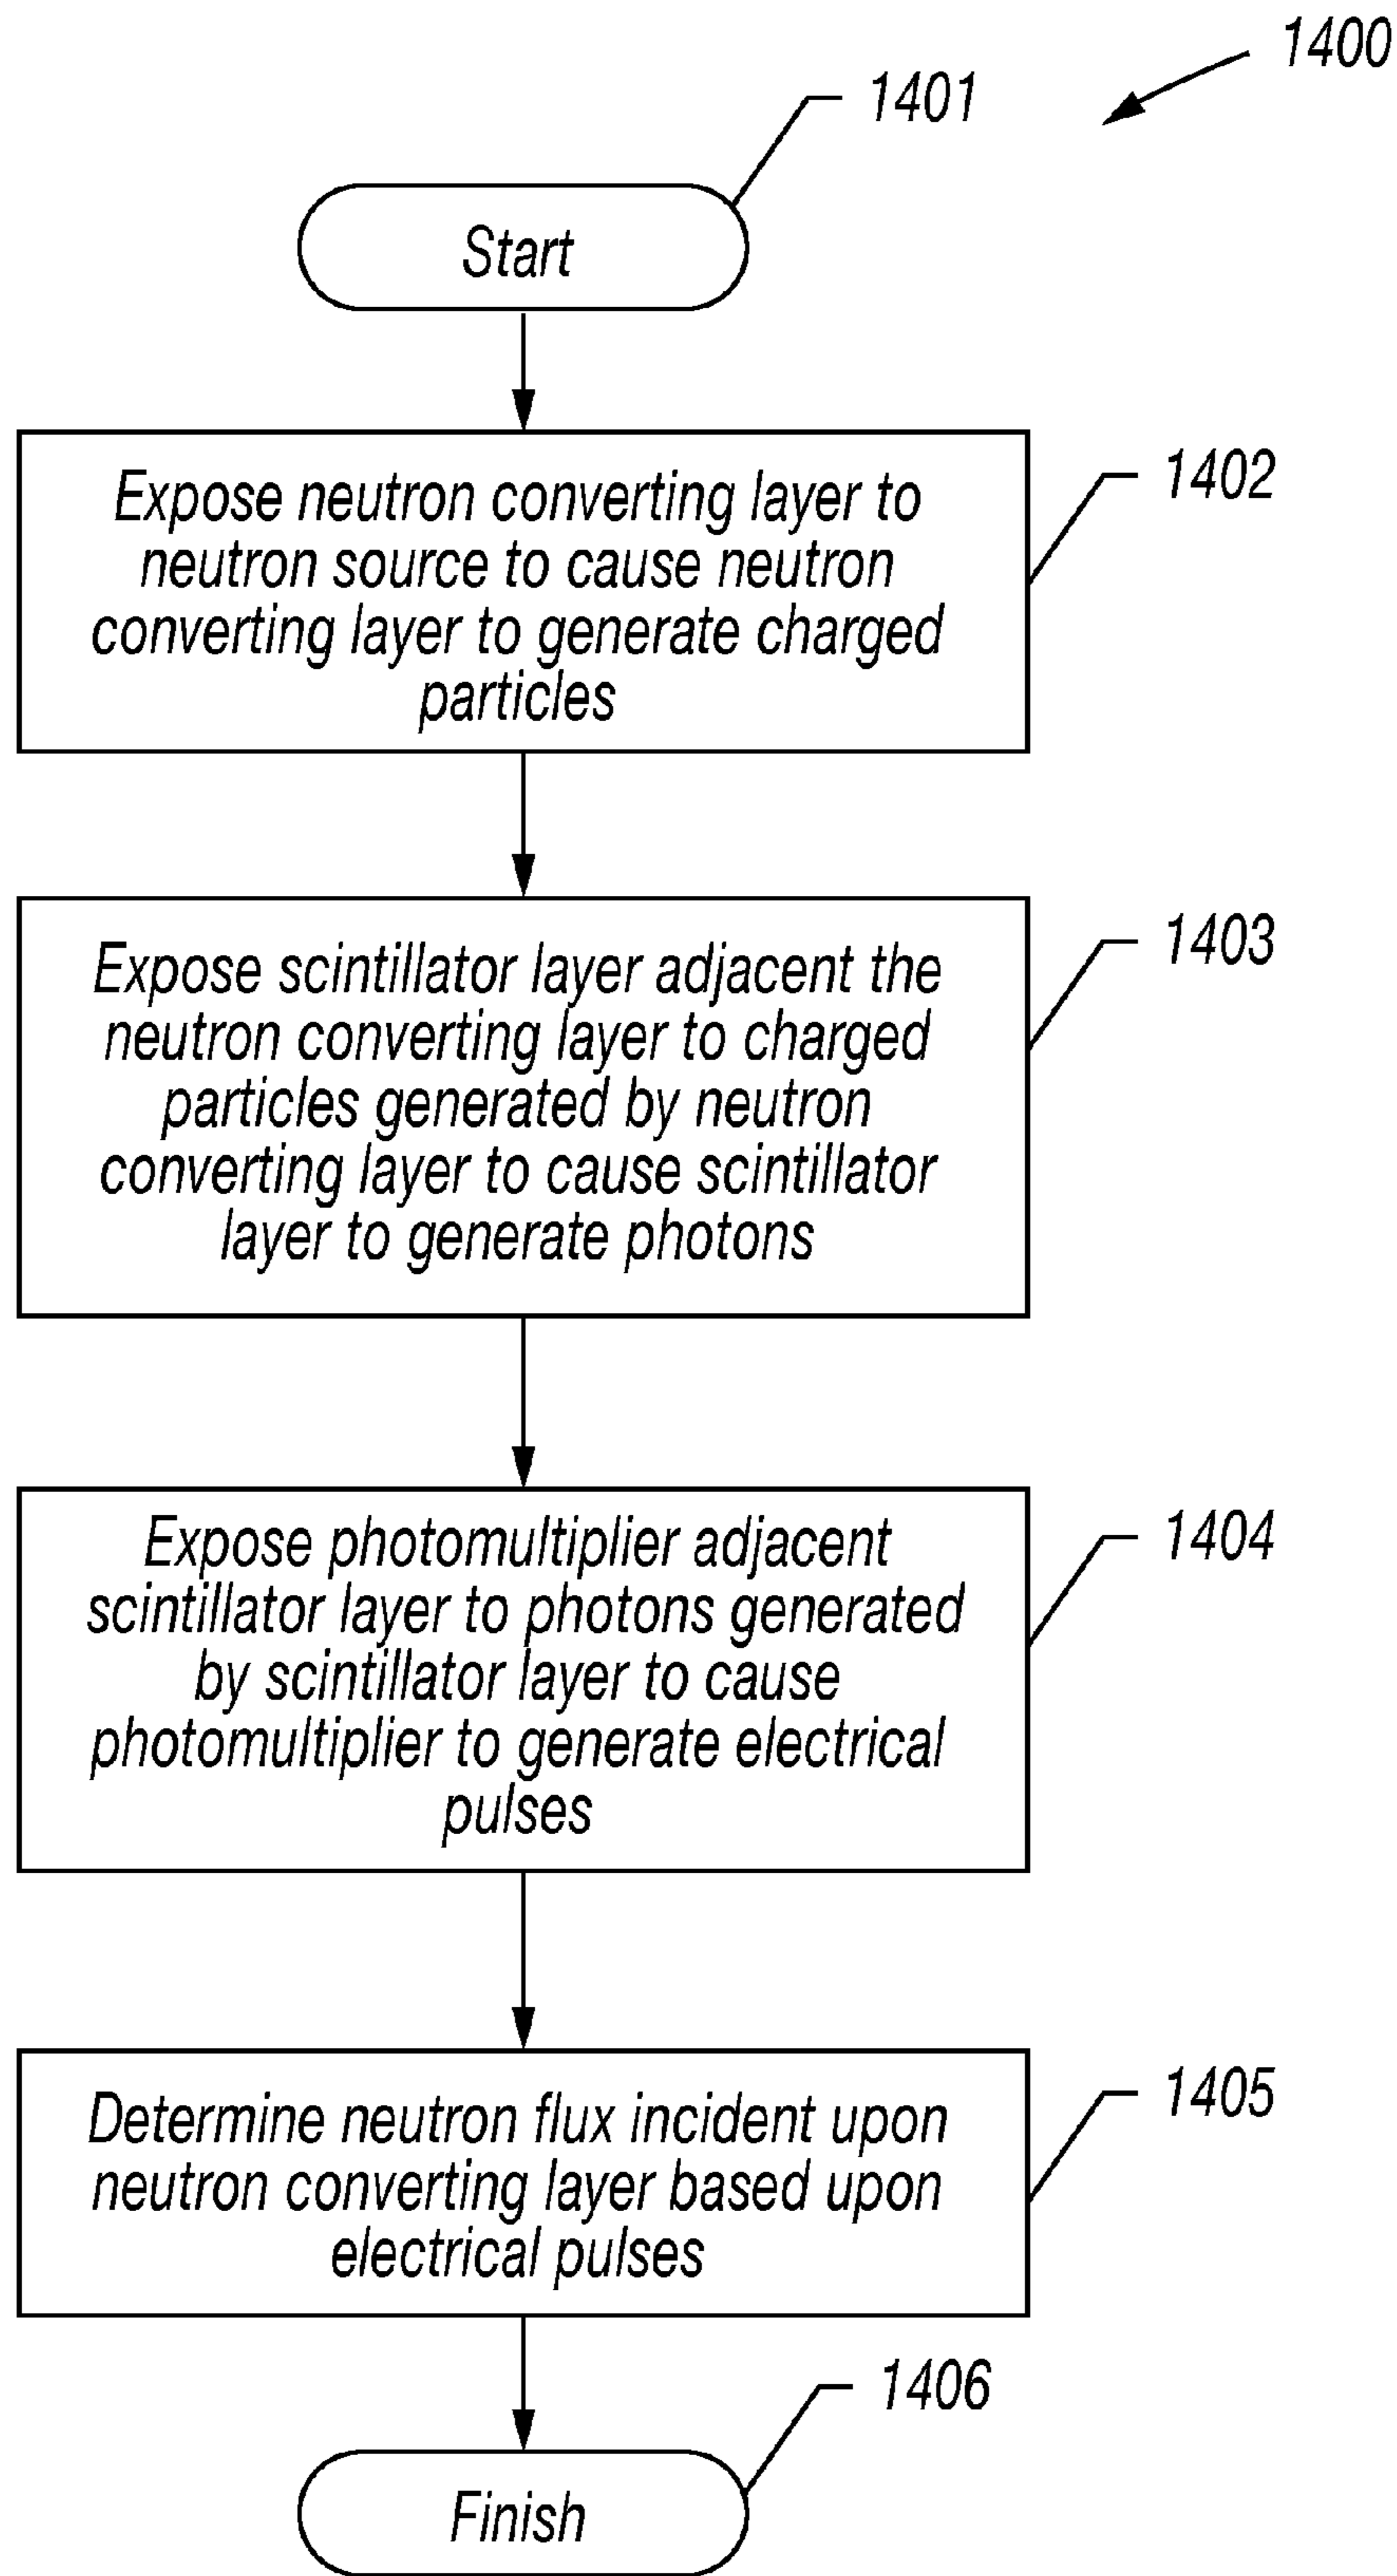 1400
1401
Start
Expose neutron converting layer to
neutron source to cause neutron
converting layer to generate charged
particles
1402
Expose scintillator layer adjacent the
neutron converting layer to charged
particles generated by neutron
converting layer to cause scintillator
layer to generate photons
1403
Expose photomultiplier adjacent
scintillator layer to photons generated
by scintillator layer to cause
photomultiplier to generate electrical
pulses
1404
Determine neutron flux incident upon
neutron converting layer based upon
electrical pulses
1405
1406
Finish